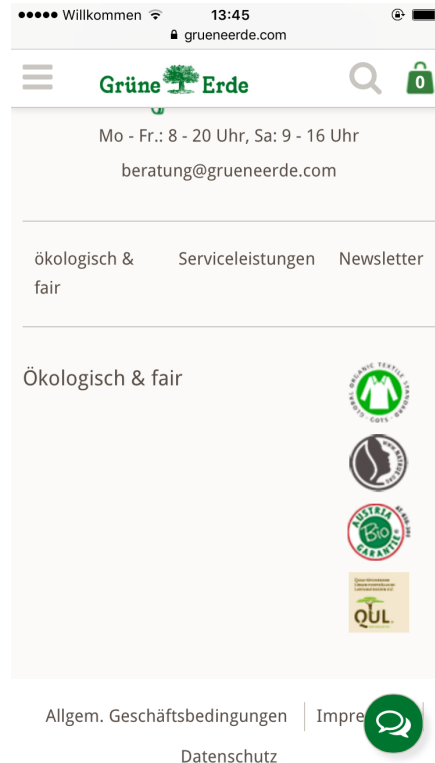 Willkommen 13:45
grueneerde.com
Grüne Erde
0
Mo - Fr.: 8 - 20 Uhr, Sa: 9 - 16 Uhr
beratung@grueneerde.com
ökologisch & fair
Serviceleistungen
Newsletter
Ökologisch & fair
GLOBAL ORGANIC TEXTILE STANDARD · GOTS ·
AUSTRIA
Bio
GARANTIE
QUL.
Allgem. Geschäftsbedingungen
Impre
Datenschutz